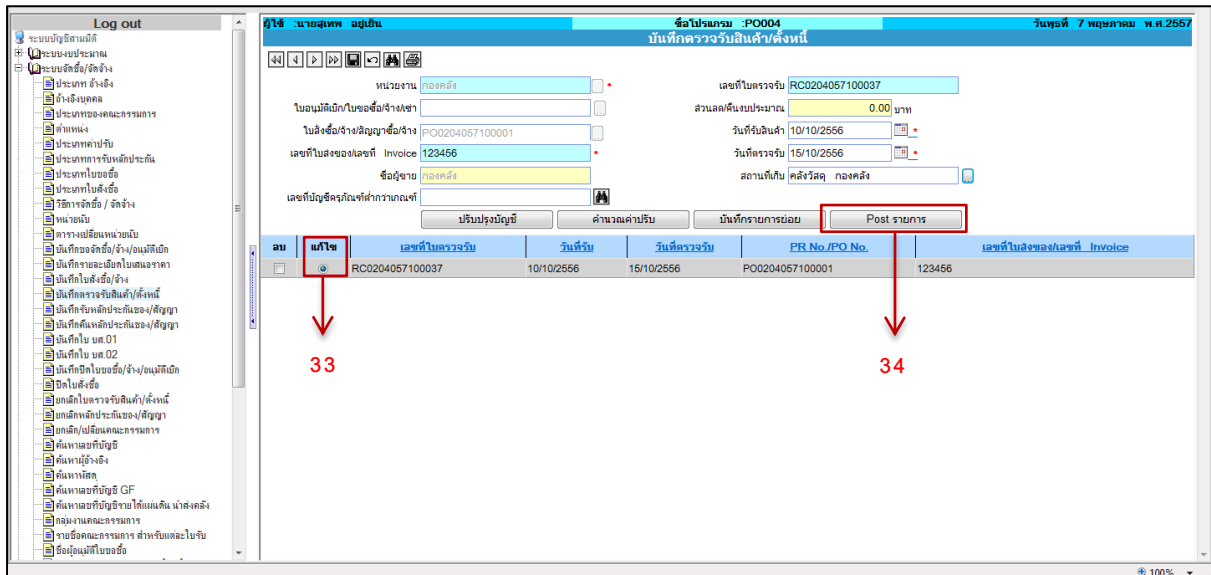 Log out
ระบบบัญชีสามมิติ
ระบบงบประมาณ
ระบบจัดซื้อ/จัดจ้าง
ประเภท อ้างอิง
อ้างอิงบุคคล
ประเภทของคณะกรรมการ
ตำแหน่ง
ประเภทค่าปรับ
ประเภทการรับหลักประกัน
ประเภทใบขอซื้อ
ประเภทใบสั่งซื้อ
วิธีการจัดซื้อ / จัดจ้าง
หน่วยนับ
ตารางเปลี่ยนหน่วยนับ
บันทึกขอจัดซื้อ/จ้าง/อนุมัติเบิก
บันทึกรายละเอียดใบเสนอราคา
บันทึกใบสั่งซื้อ/จ้าง
บันทึกตรวจรับสินค้า/ตั้งหนี้
บันทึกรับหลักประกันซอง/สัญญา
บันทึกคืนหลักประกันซอง/สัญญา
บันทึกใบ บศ.01
บันทึกใบ บศ.02
บันทึกปิดใบขอซื้อ/จ้าง/อนุมัติเบิก
ปิดใบสั่งซื้อ
ยกเลิกใบตรวจรับสินค้า/ตั้งหนี้
ยกเลิกหลักประกันซอง/สัญญา
ยกเลิก/เปลี่ยนคณะกรรมการ
ค้นหาเลขที่บัญชี
ค้นหาผู้อ้างอิง
ค้นหาพัสดุ
ค้นหาเลขที่บัญชี GF
ค้นหาเลขที่บัญชีรายได้แผ่นดิน นำส่งคลัง
กลุ่มงานคณะกรรมการ
รายชื่อคณะกรรมการ สำหรับแต่ละใบรับ
ชื่อผู้อนุมัติใบขอซื้อ
ผู้ใช้ :นายสุเทพ อยู่เย็น ชื่อโปรแกรม :PO004 วันพุธที่ 7 พฤษภาคม พ.ศ.2557
บันทึกตรวจรับสินค้า/ตั้งหนี้
หน่วยงาน กองคลัง * เลขที่ใบตรวจรับ RC0204057100037
ใบอนุมัติเบิก/ใบขอซื้อ/จ้าง/เช่า ส่วนลด/คืนงบประมาณ 0.00 บาท
ใบสั่งซื้อ/จ้าง/สัญญาซื้อ/จ้าง PO0204057100001 วันที่รับสินค้า 10/10/2556 *
เลขที่ใบส่งของ/เลขที่ Invoice 123456 * วันที่ตรวจรับ 15/10/2556 *
ชื่อผู้ขาย กองคลัง สถานที่เก็บ คลังวัสดุ กองคลัง ...
เลขที่บัญชีครุภัณฑ์ต่ำกว่าเกณฑ์
ปรับปรุงบัญชี คำนวณค่าปรับ บันทึกรายการย่อย Post รายการ
ลบ แก้ไข เลขที่ใบตรวจรับ วันที่รับ วันที่ตรวจรับ PR No./PO No. เลขที่ใบส่งของ/เลขที่ Invoice
RC0204057100037 10/10/2556 15/10/2556 PO0204057100001 123456
33 34
100%